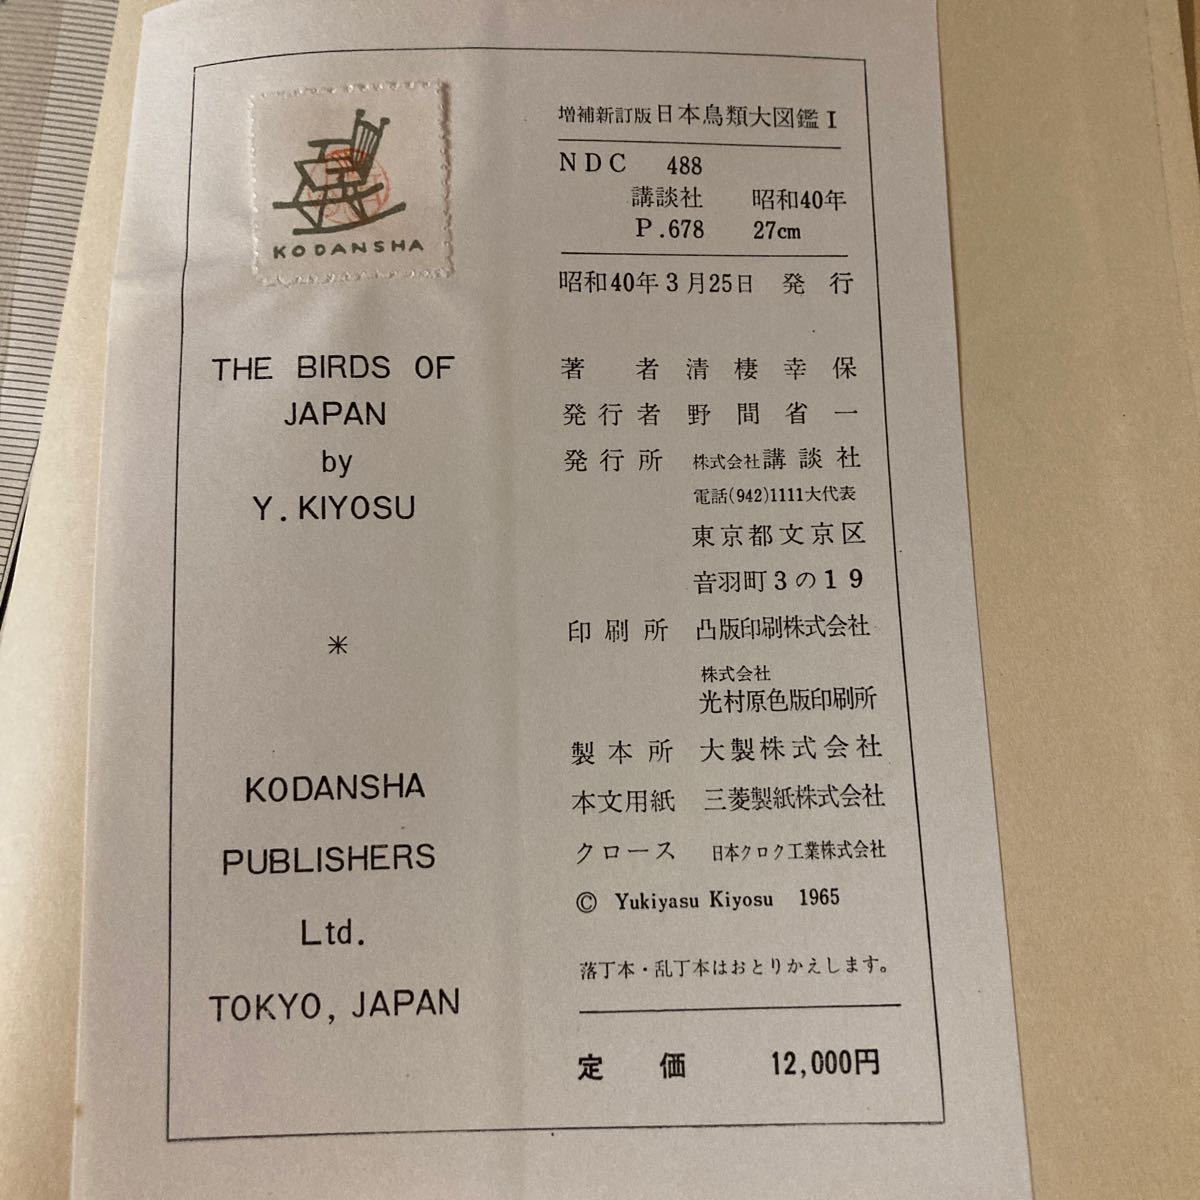 KODANSHA
THE BIRDS OF
JAPAN
by
Y. KIYOSU
*
KODANSHA
PUBLISHERS
Ltd.
TOKYO, JAPAN
増補新訂版 日本鳥類大図鑑 I
NDC 488
講談社 昭和40年
P.678 27cm
昭和40年3月25日 発行
著者 清棲幸保
発行者 野間省一
発行所 株式会社 講談社
電話(942)1111大代表
東京都文京区
音羽町3の19
印刷所 凸版印刷株式会社
株式会社
光村原色版印刷所
製本所 大製株式会社
本文用紙 三菱製紙株式会社
クロース 日本クロク工業株式会社
© Yukiyasu Kiyosu 1965
落丁本・乱丁本はおとりかえします。
定価 12,000円